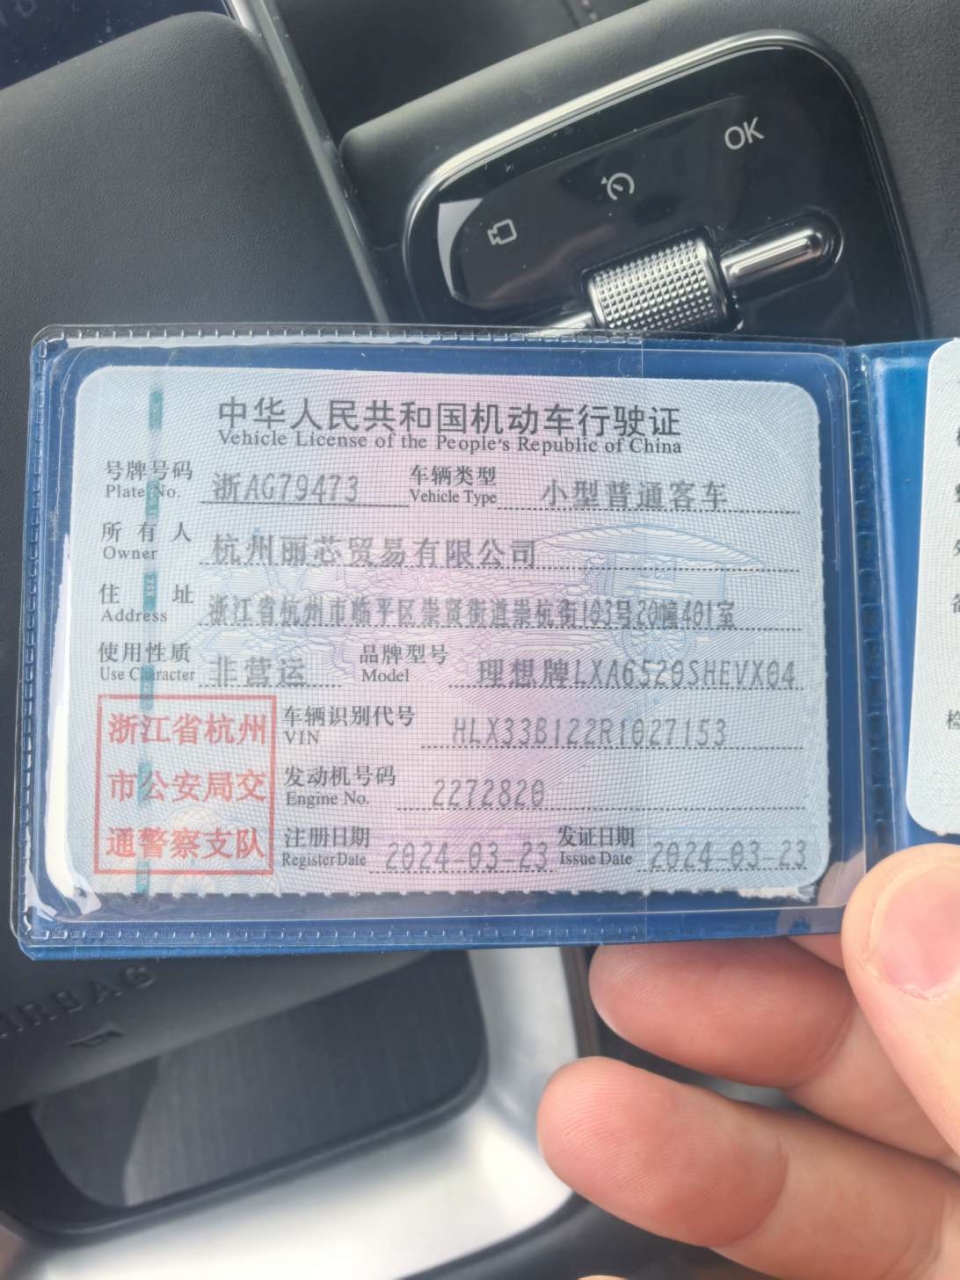 OK
中华人民共和国机动车行驶证
Vehicle License of the People's Republic of China
号牌号码 浙AG79473 车辆类型 小型普通客车
Plate No. Vehicle Type
所有人 杭州丽芯贸易有限公司
Owner
住址 浙江省杭州市临平区崇贤街道崇杭街103号20幢401室
Address
使用性质 非营运 品牌型号 理想牌LXA6520SHEVX04
Use Character Model
浙江省杭州
市公安局交
通警察支队
车辆识别代号 HLX33B122R1027153
VIN
发动机号码 2272820
Engine No.
注册日期 2024-03-23 发证日期 2024-03-23
Register Date Issue Date
AIRBAG